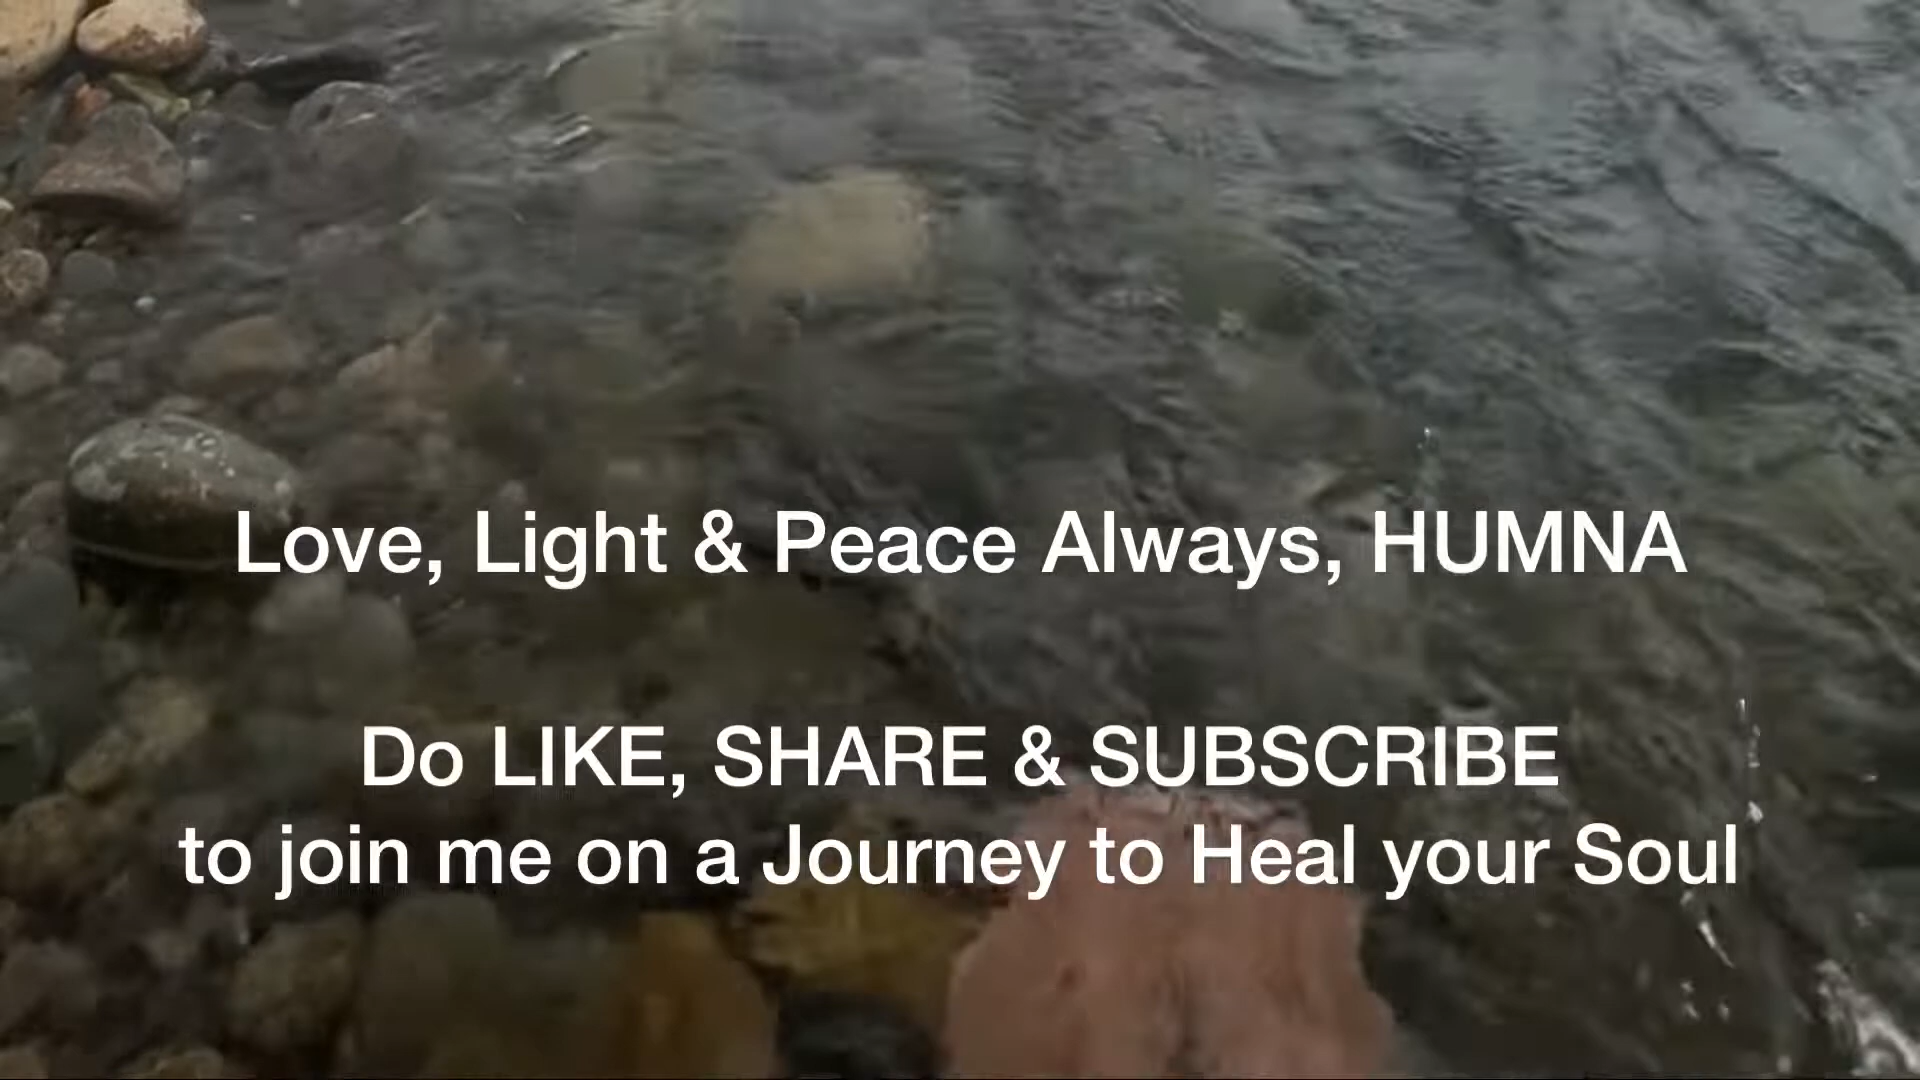 Love, Light & Peace Always, HUMNA
Do LIKE, SHARE & SUBSCRIBE
to join me on a Journey to Heal your Soul